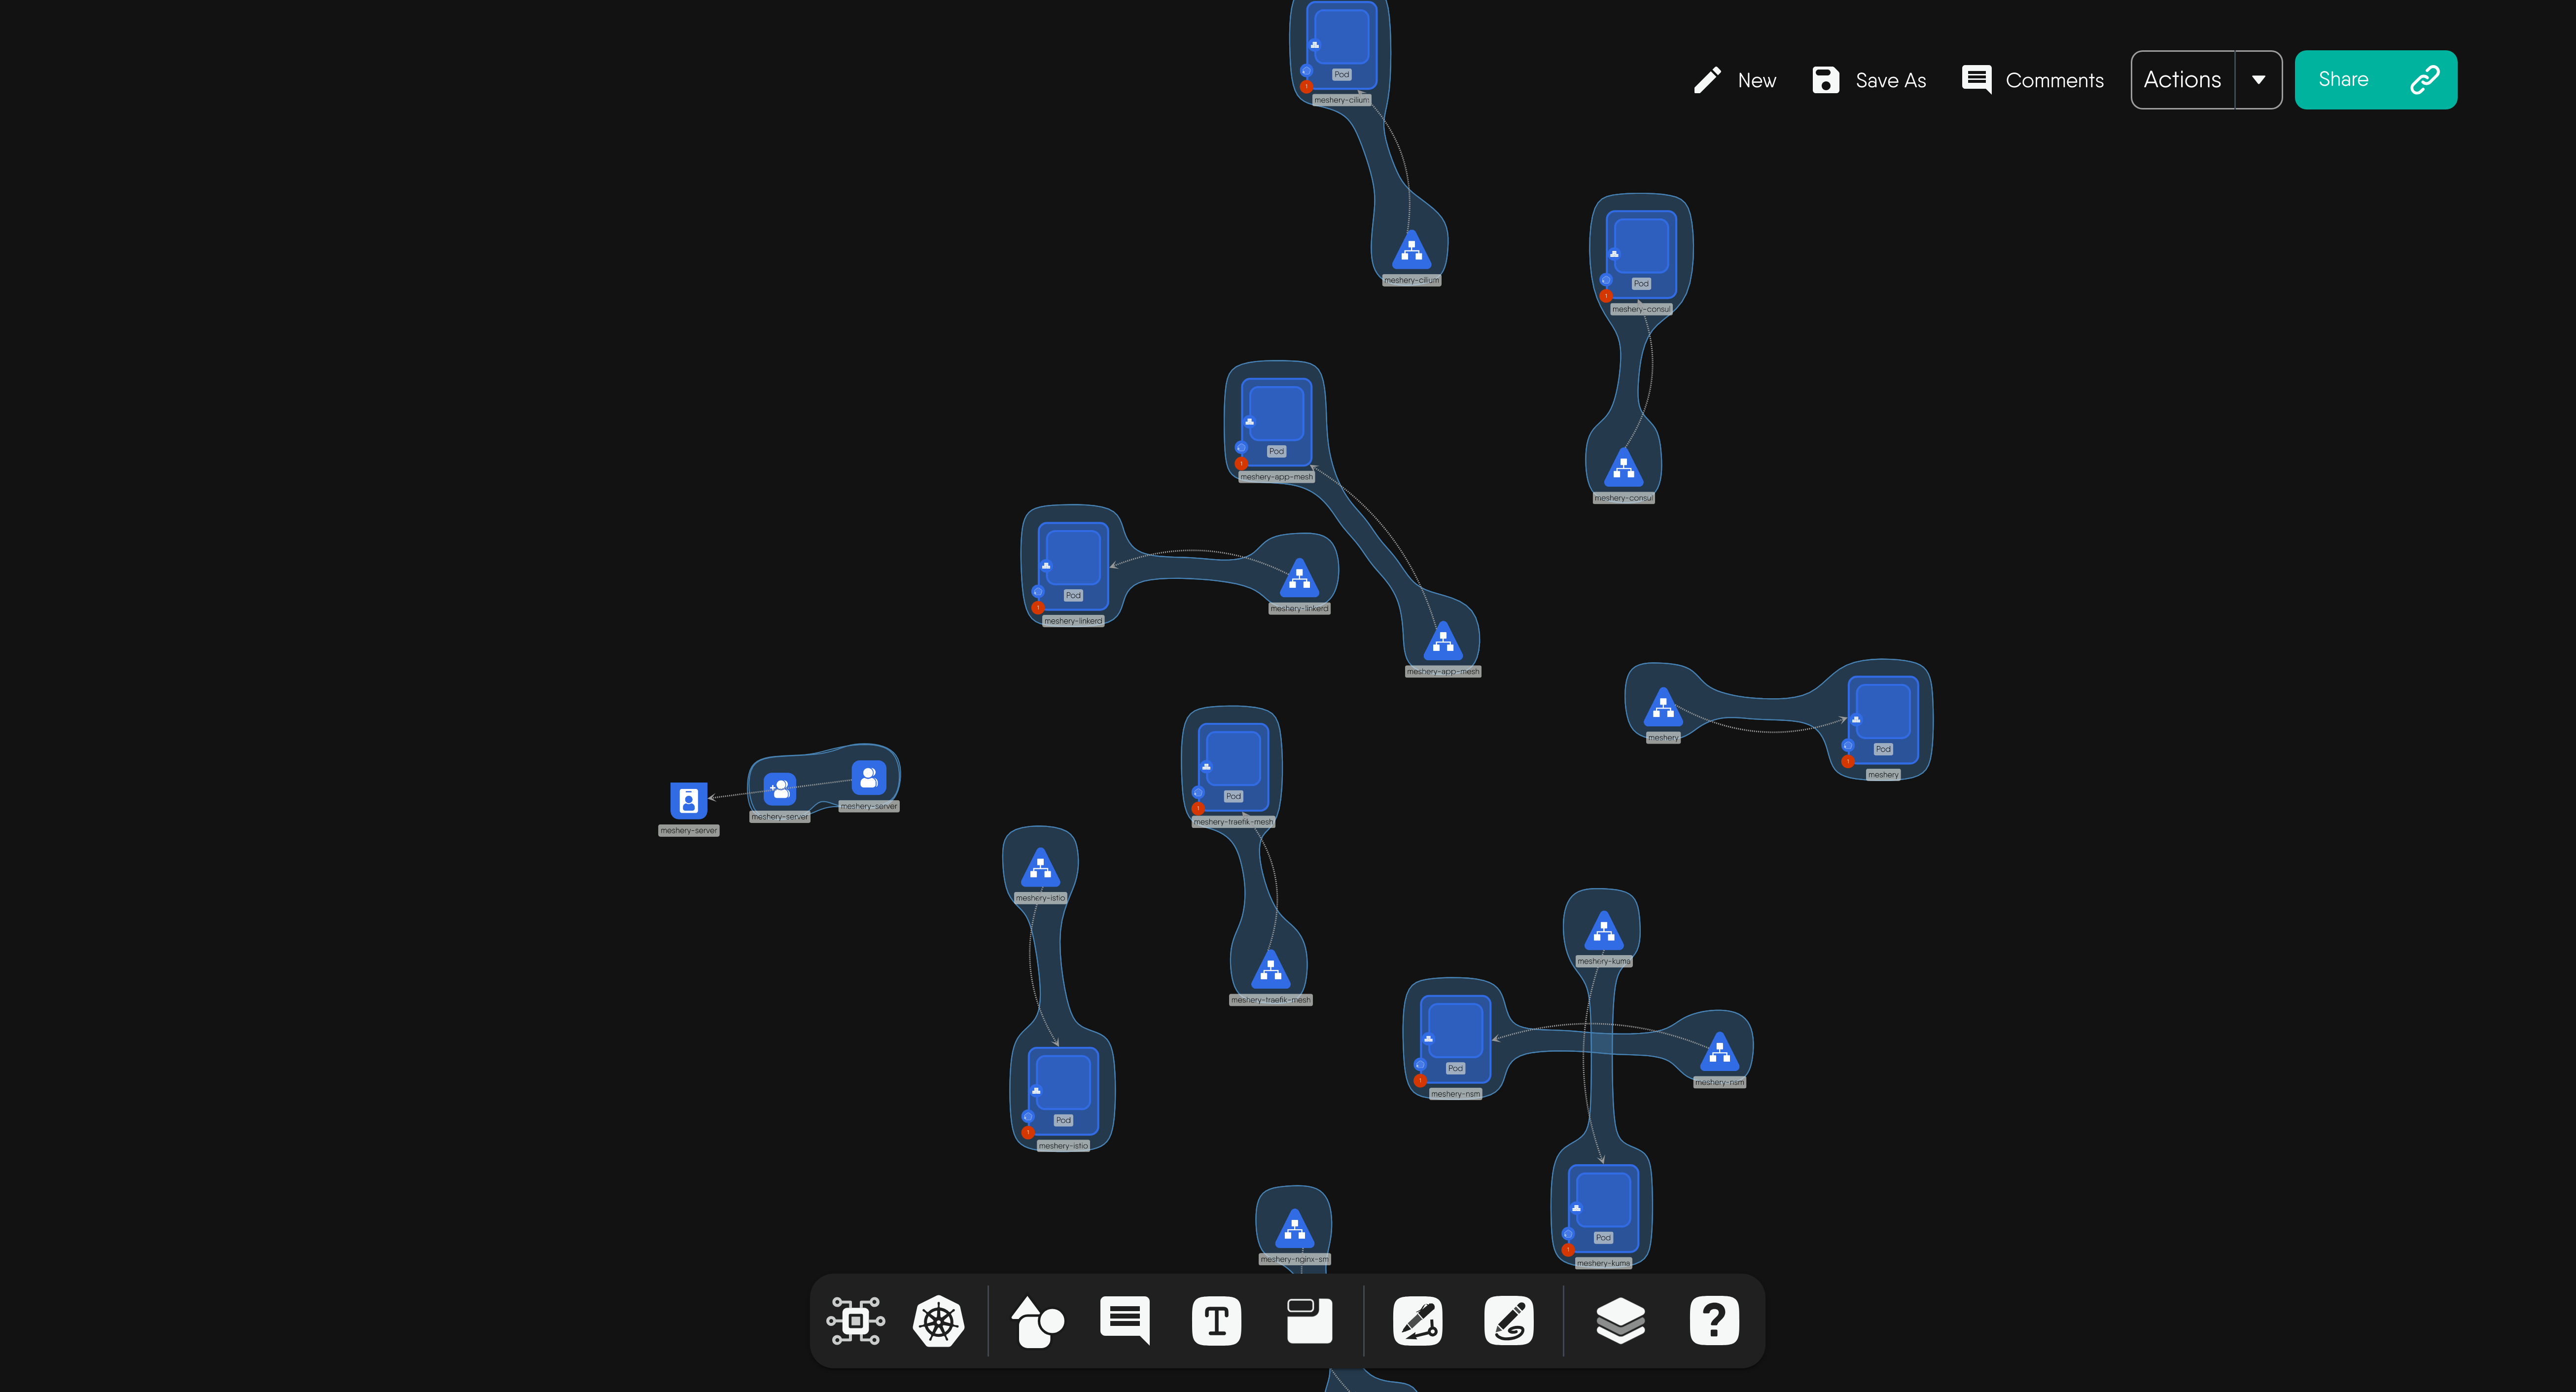 Pod
meshery-cilium
New
Save As
Comments
Actions
Share
meshery-cilium
Pod
meshery-consul
Pod
meshery-app-mesh
meshery-consul
Pod
meshery-linkerd
meshery-linkerd
meshery-app-mesh
meshery
Pod
meshery
Pod
meshery-traefik-mesh
meshery-server
meshery-server
meshery-server
meshery-istio
meshery-traefik-mesh
meshery-kuma
Pod
meshery-nsm
meshery-nsm
Pod
meshery-istio
Pod
meshery-kuma
meshery-nginx-sm
T
?